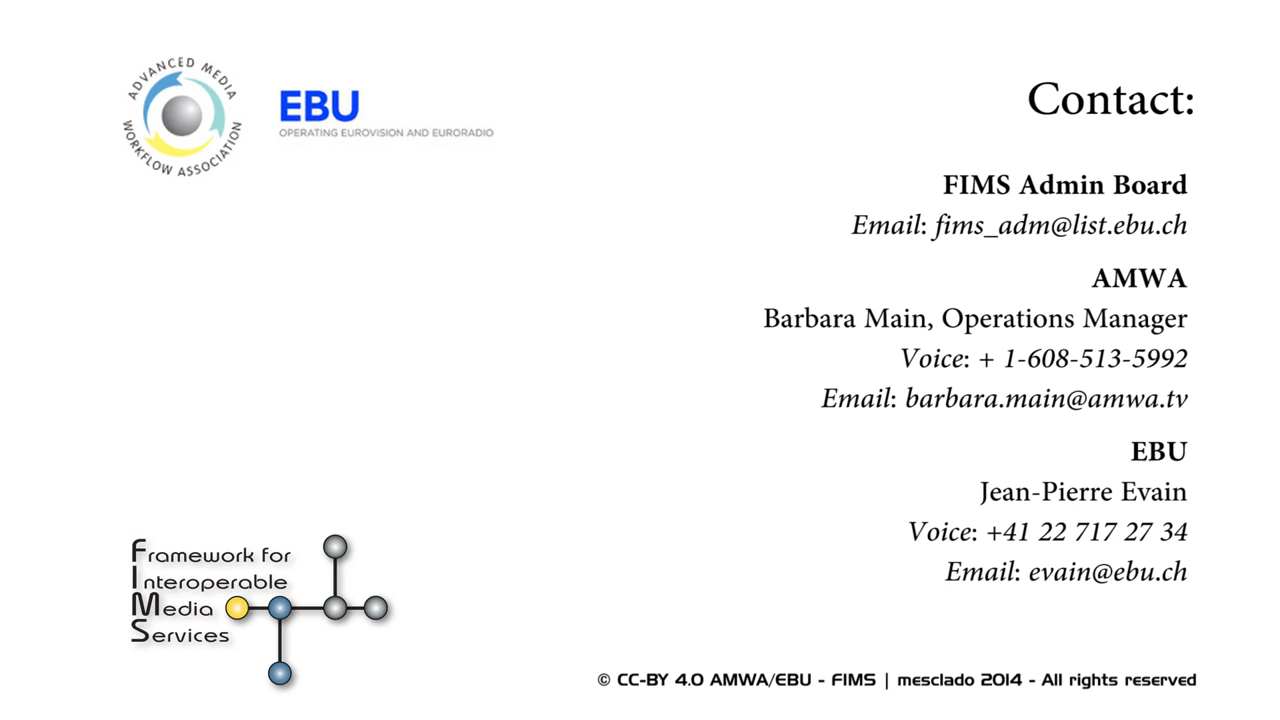 ADVANCED MEDIA
WORKFLOW ASSOCIATION
EBU
OPERATING EUROVISION AND EURORADIO
Contact:
FIMS Admin Board
Email: fims_adm@list.ebu.ch
AMWA
Barbara Main, Operations Manager
Voice: + 1-608-513-5992
Email: barbara.main@amwa.tv
EBU
Jean-Pierre Evain
Voice: +41 22 717 27 34
Email: evain@ebu.ch
Framework for
Interoperable
Media
Services
© CC-BY 4.0 AMWA/EBU - FIMS | mesclado 2014 - All rights reserved